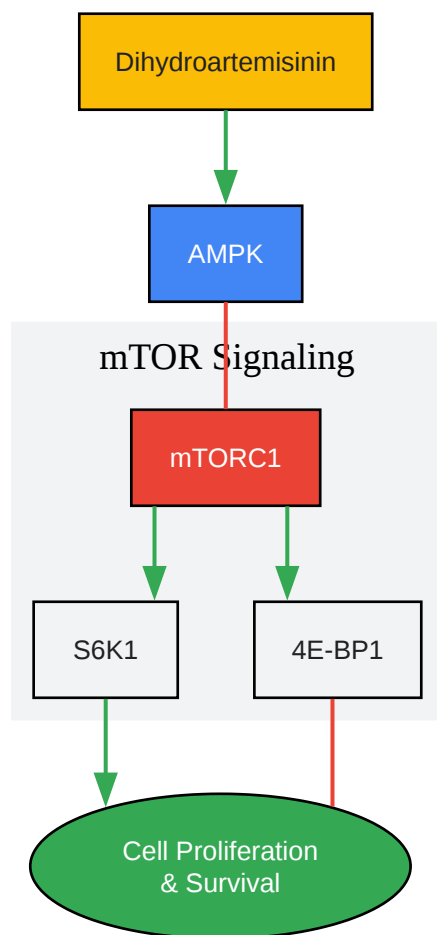 Dihydroartemisinin
AMPK
mTOR Signaling
mTORC1
S6K1
4E-BP1
Cell Proliferation
& Survival